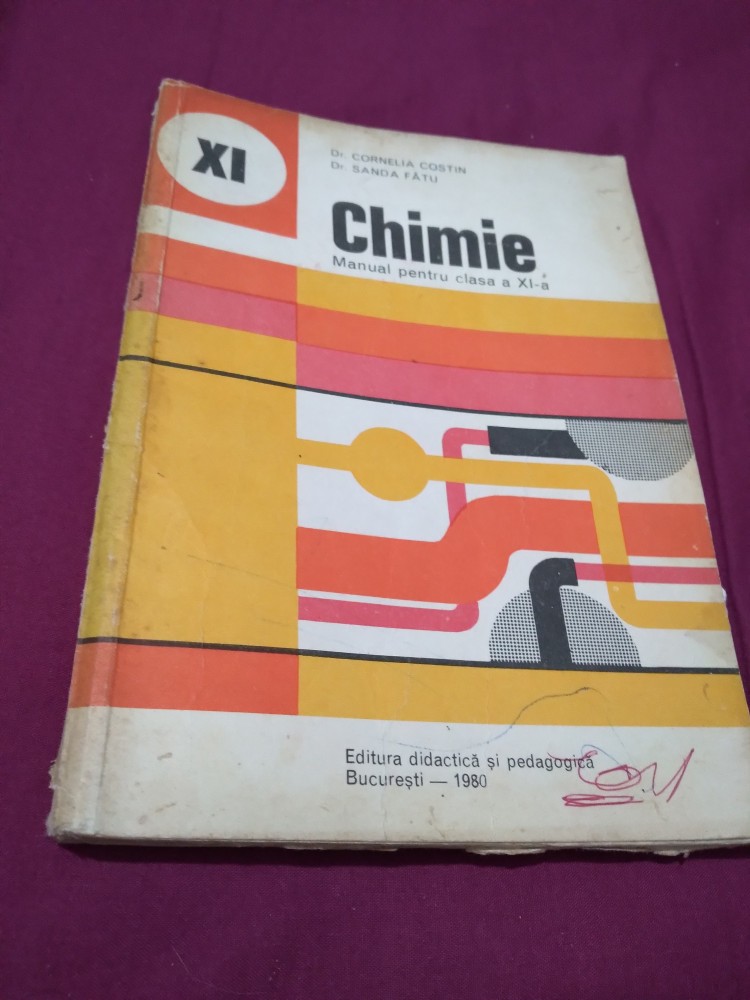 XI
Dr. CORNELIA COSTIN
Dr. SANDA FĂTU
Chimie
Manual pentru clasa a XI-a
Editura didactică și pedagogică
București — 1980